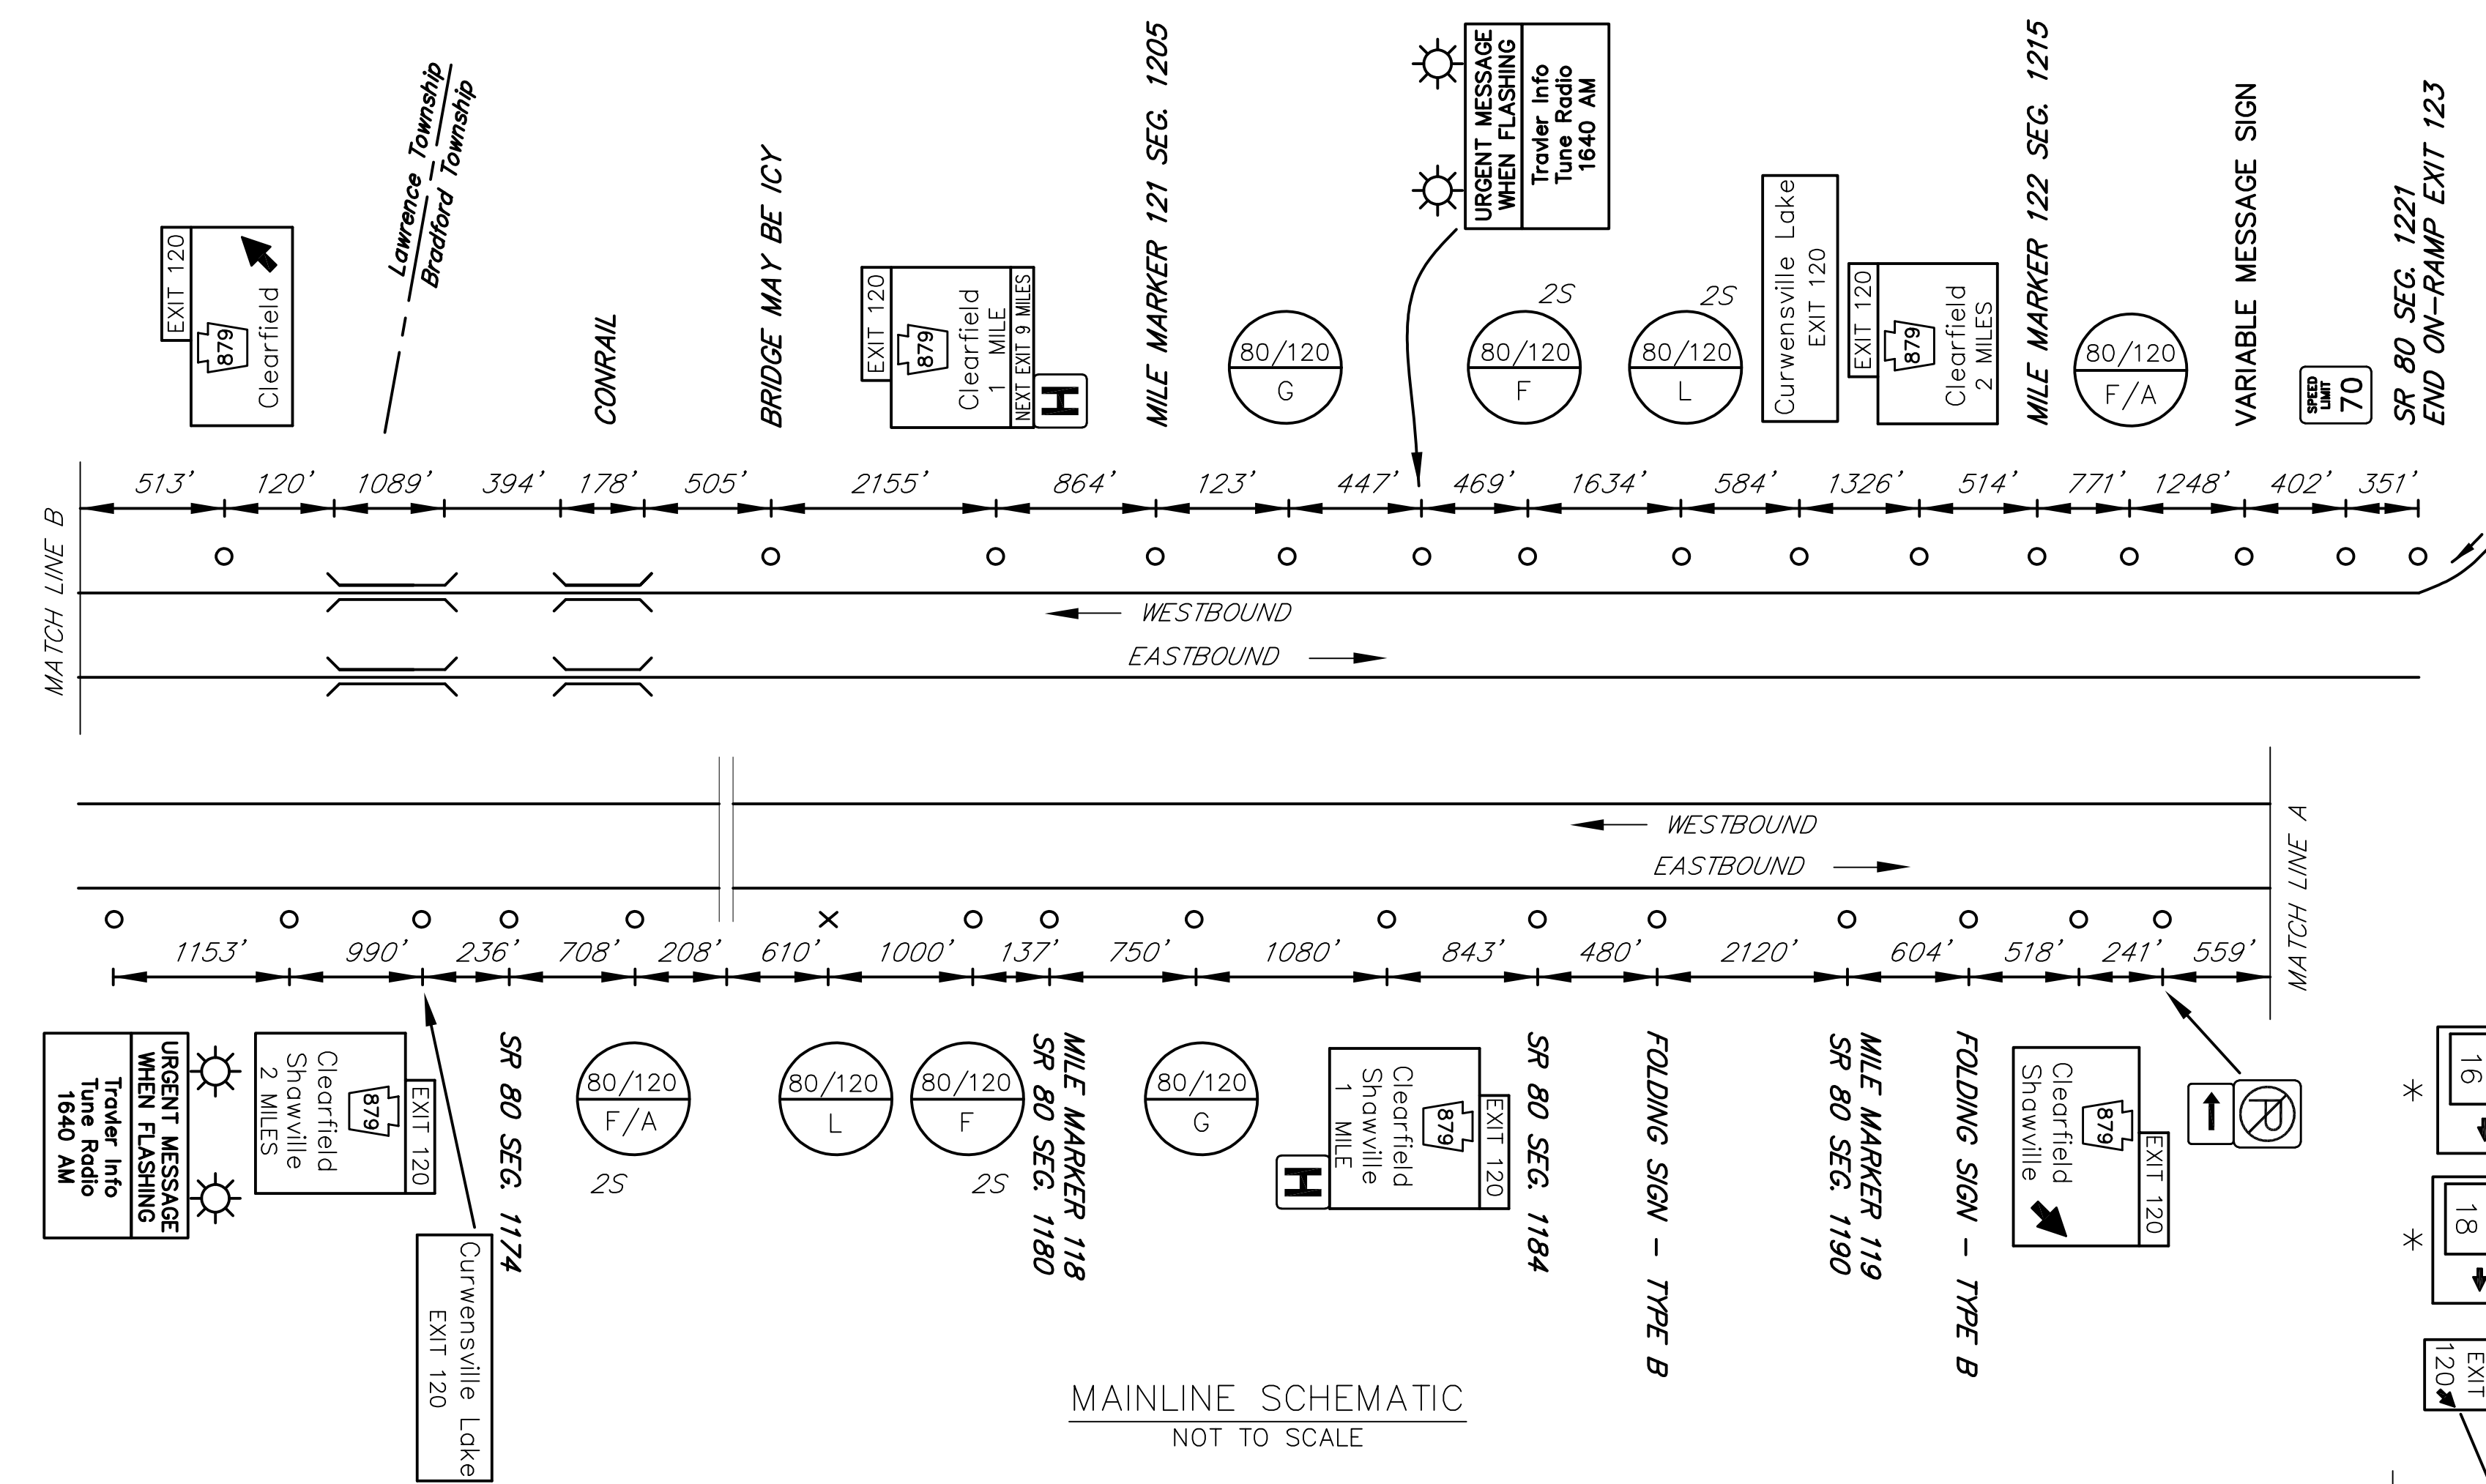 EXIT 120
879
Clearfield
Lawrence Township
Bradford Township
CONRAIL
BRIDGE MAY BE ICY
EXIT 120
879
Clearfield
1 MILE
NEXT EXIT 9 MILES
H
MILE MARKER 121 SEG. 1205
80/120
G
URGENT MESSAGE
WHEN FLASHING
Travler Info
Tune Radio
1640 AM
2S
80/120
F
2S
80/120
L
Curwensville Lake
EXIT 120
EXIT 120
879
Clearfield
2 MILES
MILE MARKER 122 SEG. 1215
80/120
F/A
VARIABLE MESSAGE SIGN
SPEED
LIMIT
70
SR 80 SEG. 1221
END ON-RAMP EXIT 123
513' 120' 1089' 394' 178' 505' 2155' 864' 123' 447' 469' 1634' 584' 1326' 514' 771' 1248' 402' 351'
MATCH LINE B
WESTBOUND
EASTBOUND
WESTBOUND
EASTBOUND
MATCH LINE A
1153' 990' 236' 708' 208' 610' 1000' 137' 750' 1080' 843' 480' 2120' 604' 518' 241' 559'
URGENT MESSAGE
WHEN FLASHING
Travler Info
Tune Radio
1640 AM
EXIT 120
879
Clearfield
Shawville
2 MILES
Curwensville Lake
EXIT 120
SR 80 SEG. 1174
80/120
F/A
2S
80/120
L
80/120
F
2S
MILE MARKER 118
SR 80 SEG. 1180
80/120
G
EXIT 120
879
Clearfield
Shawville
1 MILE
H
SR 80 SEG. 1184
FOLDING SIGN - TYPE B
MILE MARKER 119
SR 80 SEG. 1190
FOLDING SIGN - TYPE B
EXIT 120
879
Clearfield
Shawville
P
16
*
18
*
EXIT
120
MAINLINE SCHEMATIC
NOT TO SCALE